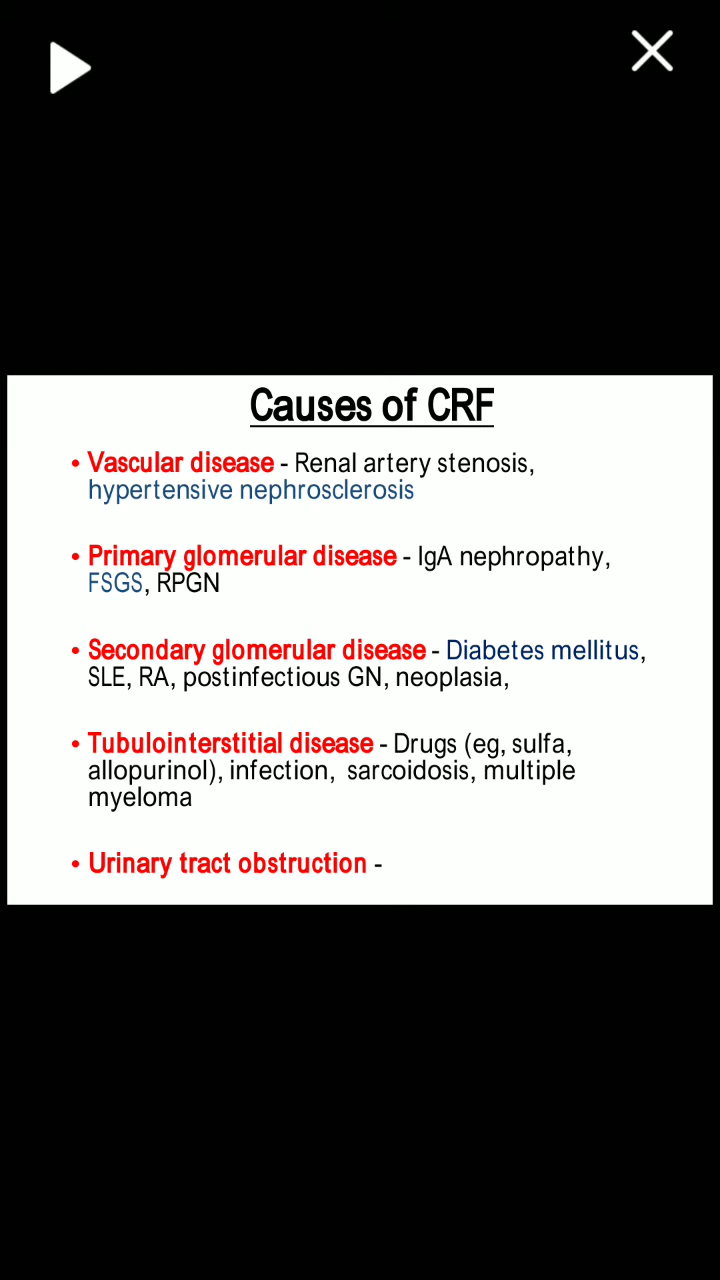 Causes of CRF
• Vascular disease - Renal artery stenosis,
hypertensive nephrosclerosis
• Primary glomerular disease - IgA nephropathy,
FSGS, RPGN
• Secondary glomerular disease - Diabetes mellitus,
SLE, RA, postinfectious GN, neoplasia,
• Tubulointerstitial disease - Drugs (eg, sulfa,
allopurinol), infection,  sarcoidosis, multiple
myeloma
• Urinary tract obstruction -